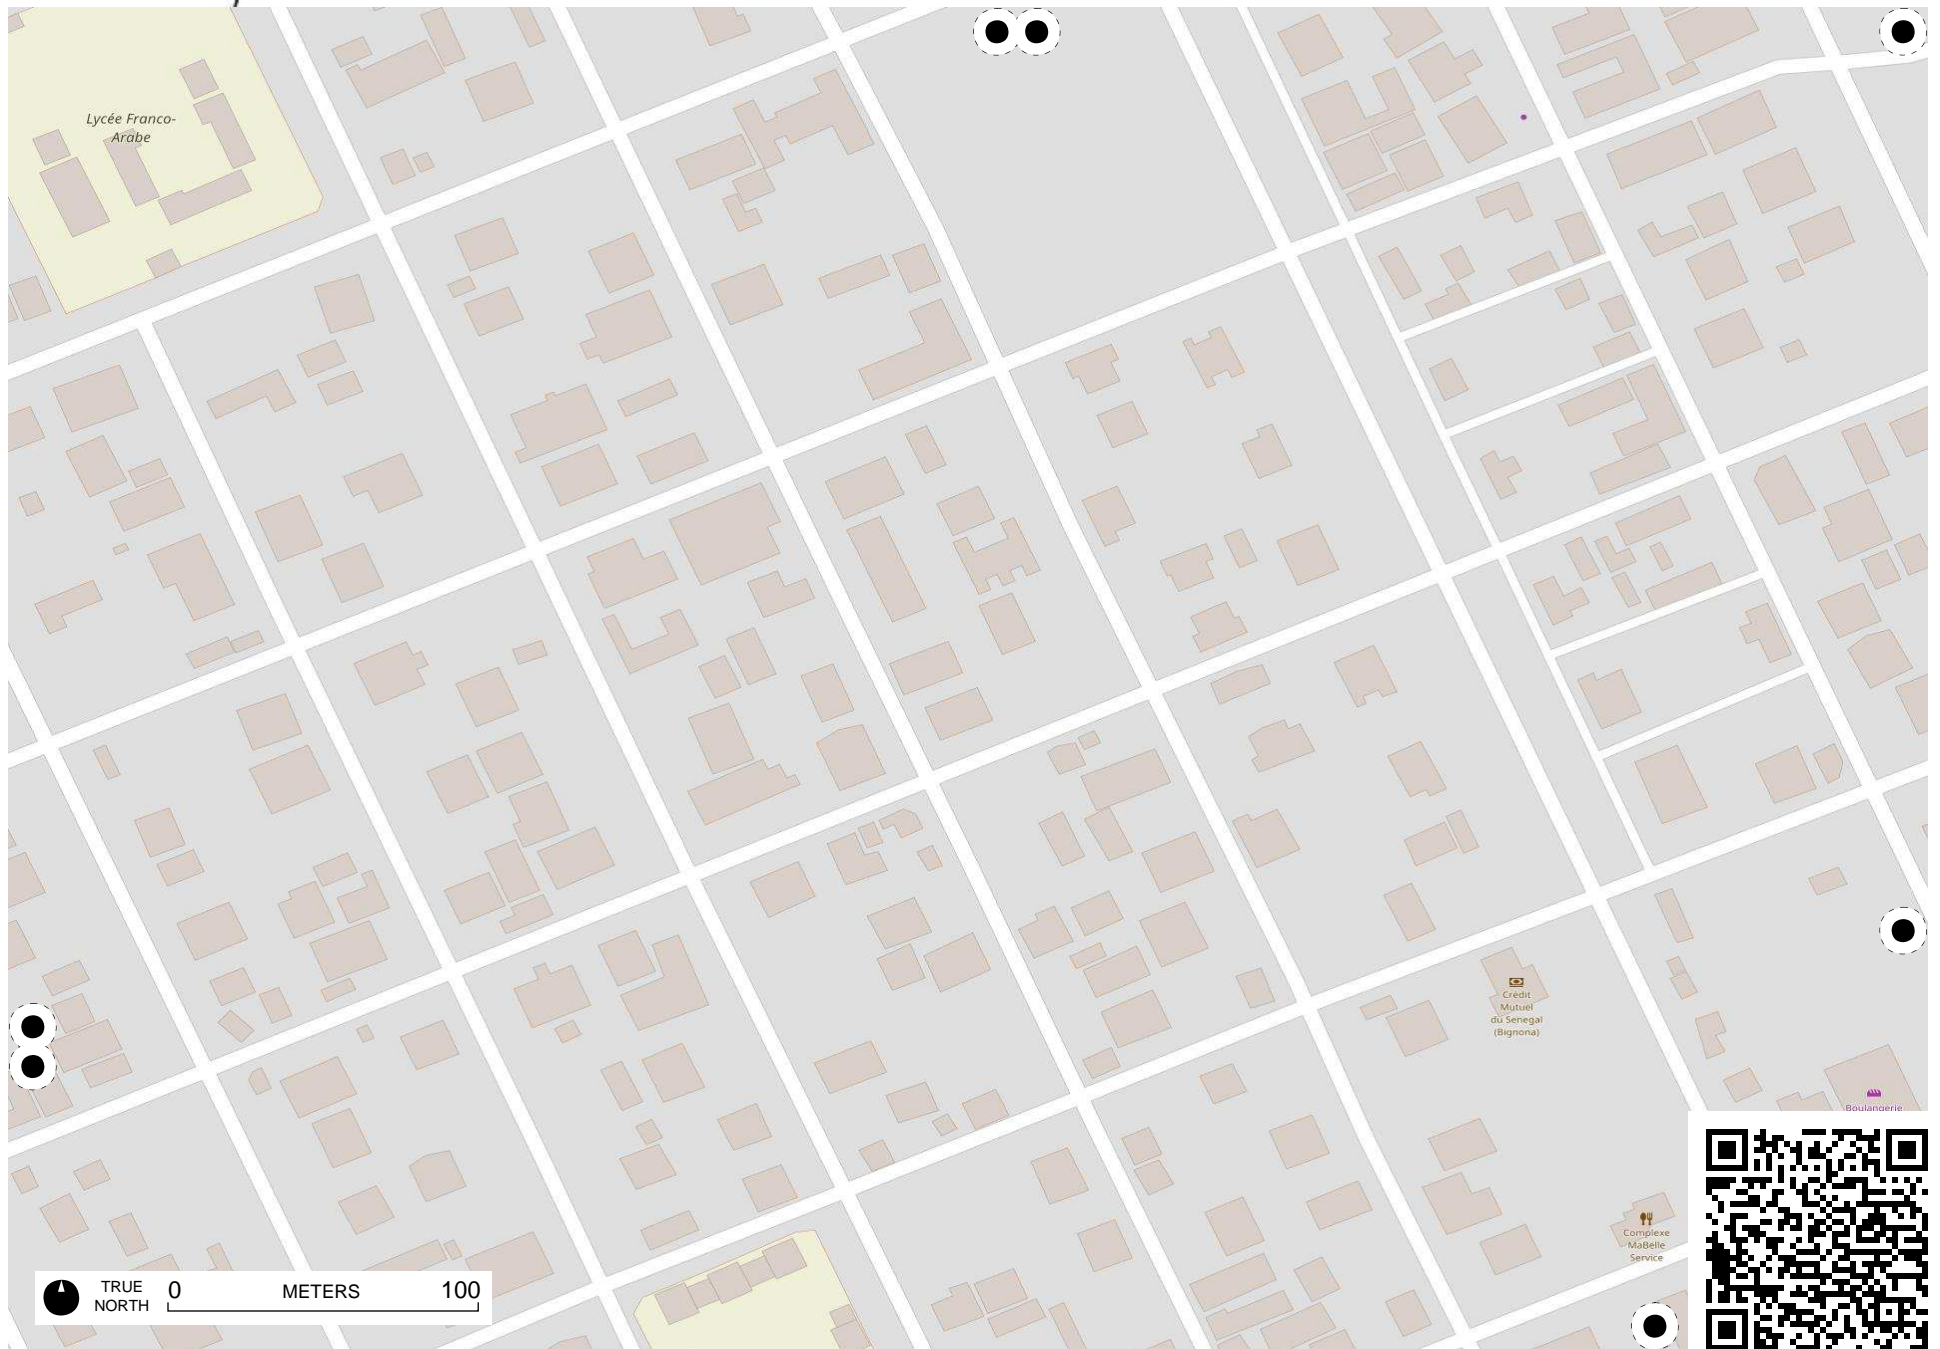 Lycée Franco-
Arabe
Crédit
Mutuel
du Senegal
(Bignona)
Boulangerie
Complexe
MaBelle
Service
TRUE
NORTH
0 METERS 100